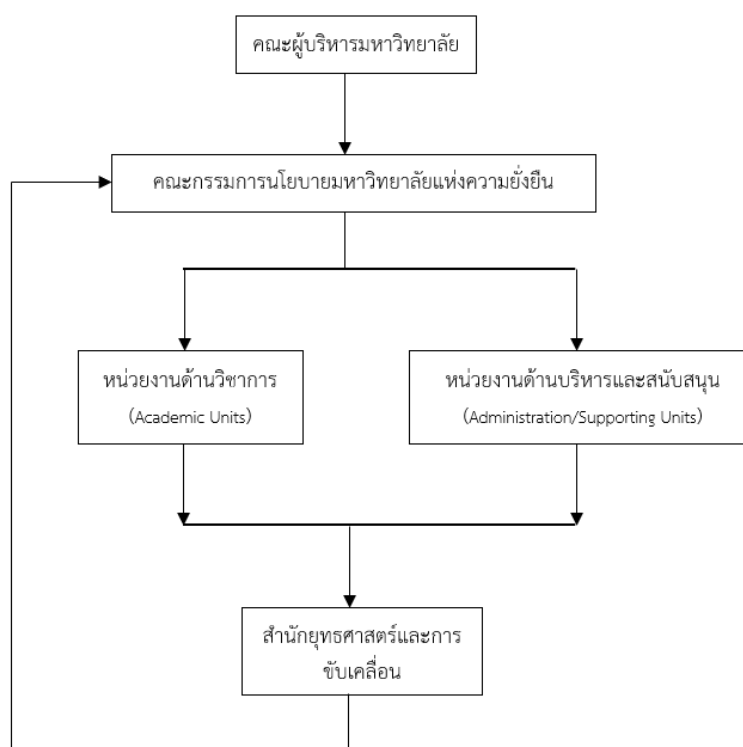 คณะผู้บริหารมหาวิทยาลัย
คณะกรรมการนโยบายมหาวิทยาลัยแห่งความยั่งยืน
หน่วยงานด้านวิชาการ
(Academic Units)
หน่วยงานด้านบริหารและสนับสนุน
(Administration/Supporting Units)
สำนักยุทธศาสตร์และการ
ขับเคลื่อน